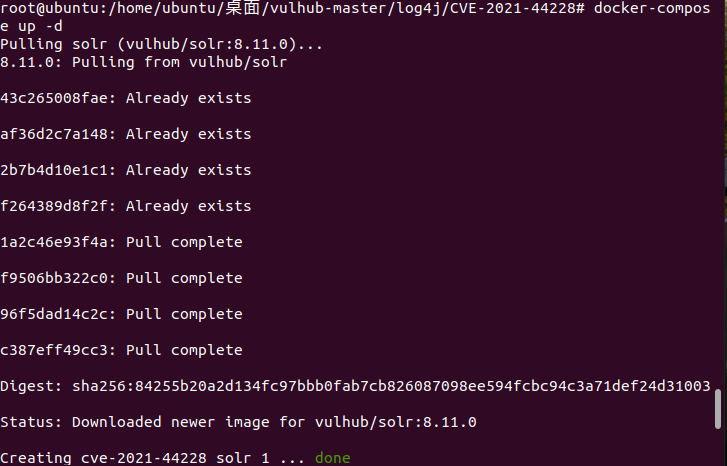 root@ubuntu:/home/ubuntu/桌面/vulhub-master/log4j/CVE-2021-44228# docker-compos
e up -d
Pulling solr (vulhub/solr:8.11.0)...
8.11.0: Pulling from vulhub/solr
43c265008fae: Already exists
af36d2c7a148: Already exists
2b7b4d10e1c1: Already exists
f264389d8f2f: Already exists
1a2c46e93f4a: Pull complete
f9506bb322c0: Pull complete
96f5dad14c2c: Pull complete
c387eff49cc3: Pull complete
Digest: sha256:84255b20a2d134fc97bbb0fab7cb826087098ee594fcbc94c3a71def24d31003
Status: Downloaded newer image for vulhub/solr:8.11.0
Creating cve-2021-44228_solr_1 ... done